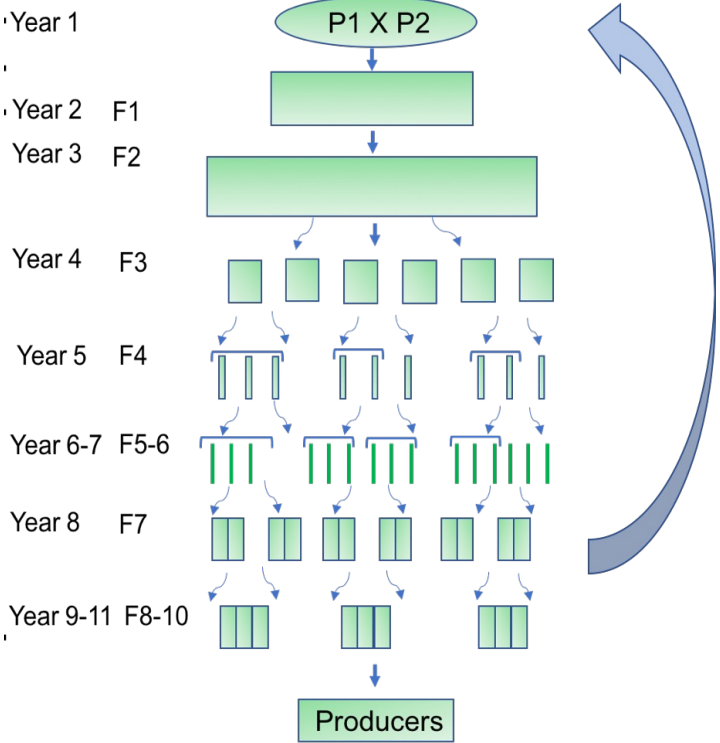 Year 1 P1 X P2
Year 2 F1
Year 3 F2
Year 4 F3
Year 5 F4
Year 6-7 F5-6
Year 8 F7
Year 9-11 F8-10
Producers